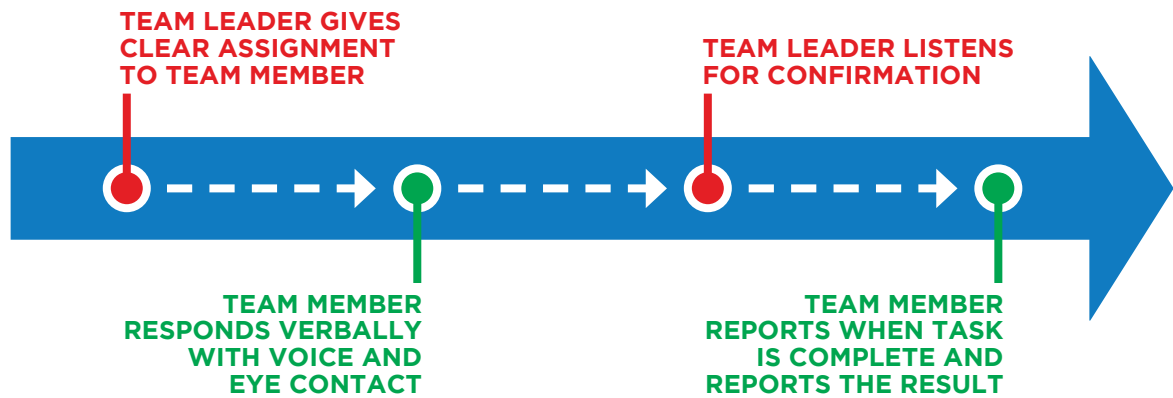 TEAM LEADER GIVES
CLEAR ASSIGNMENT
TO TEAM MEMBER
TEAM MEMBER
RESPONDS VERBALLY
WITH VOICE AND
EYE CONTACT
TEAM LEADER LISTENS
FOR CONFIRMATION
TEAM MEMBER
REPORTS WHEN TASK
IS COMPLETE AND
REPORTS THE RESULT